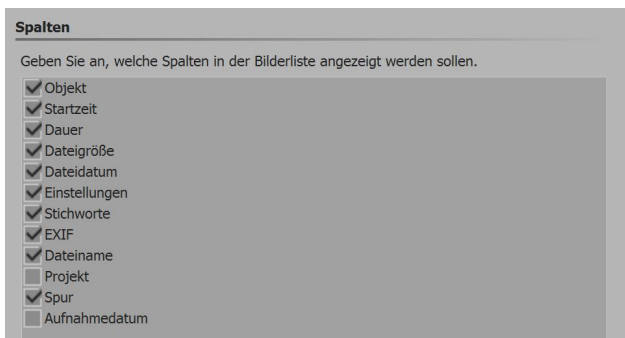 Spalten
Geben Sie an, welche Spalten in der Bilderliste angezeigt werden sollen.
Objekt
Startzeit
Dauer
Dateigröße
Dateidatum
Einstellungen
Stichworte
EXIF
Dateiname
Projekt
Spur
Aufnahmedatum